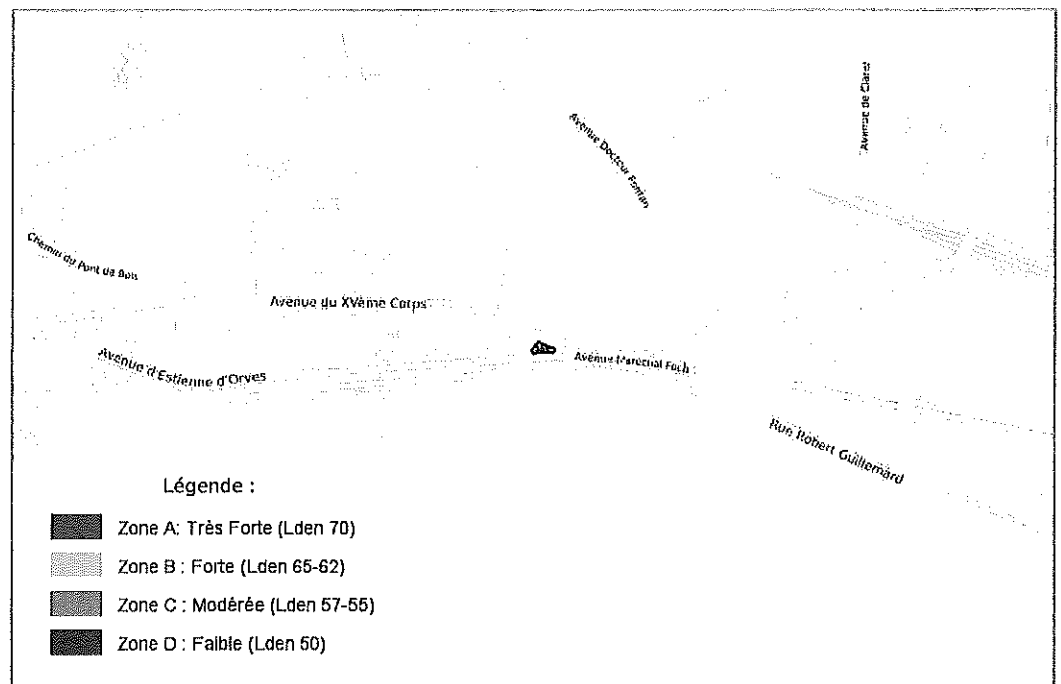 Avenue de Claret
Avenue Docteur Fontan
Chemin du Pont de Bois
Avenue du XVème Corps
Avenue d'Estienne d'Orves
Avenue Maréchal Foch
Rue Robert Guillemard
Légende :
Zone A: Très Forte (Lden 70)
Zone B : Forte (Lden 65-62)
Zone C : Modérée (Lden 57-55)
Zone D : Faible (Lden 50)